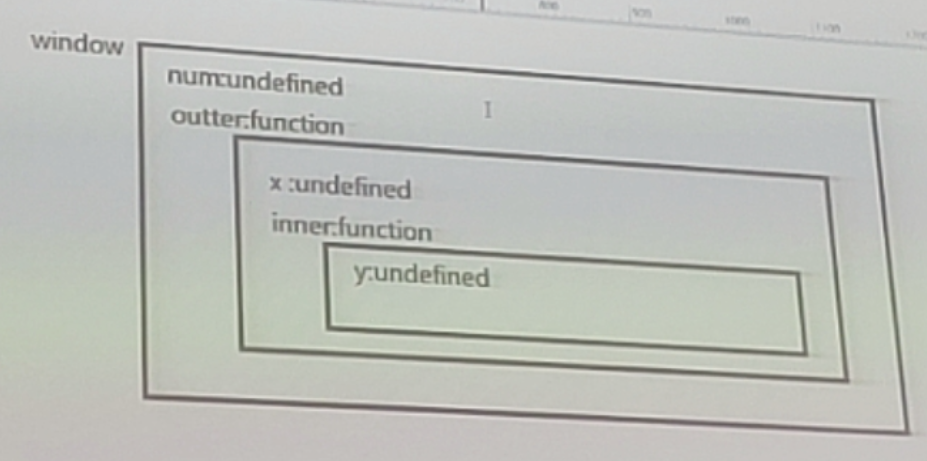 window
num:undefined
outter:function
x :undefined
inner:function
y:undefined